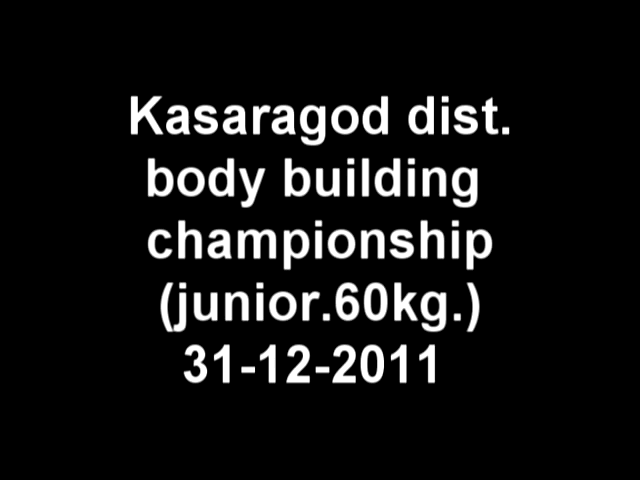 Kasaragod dist.
body building
championship
(junior.60kg.)
31-12-2011